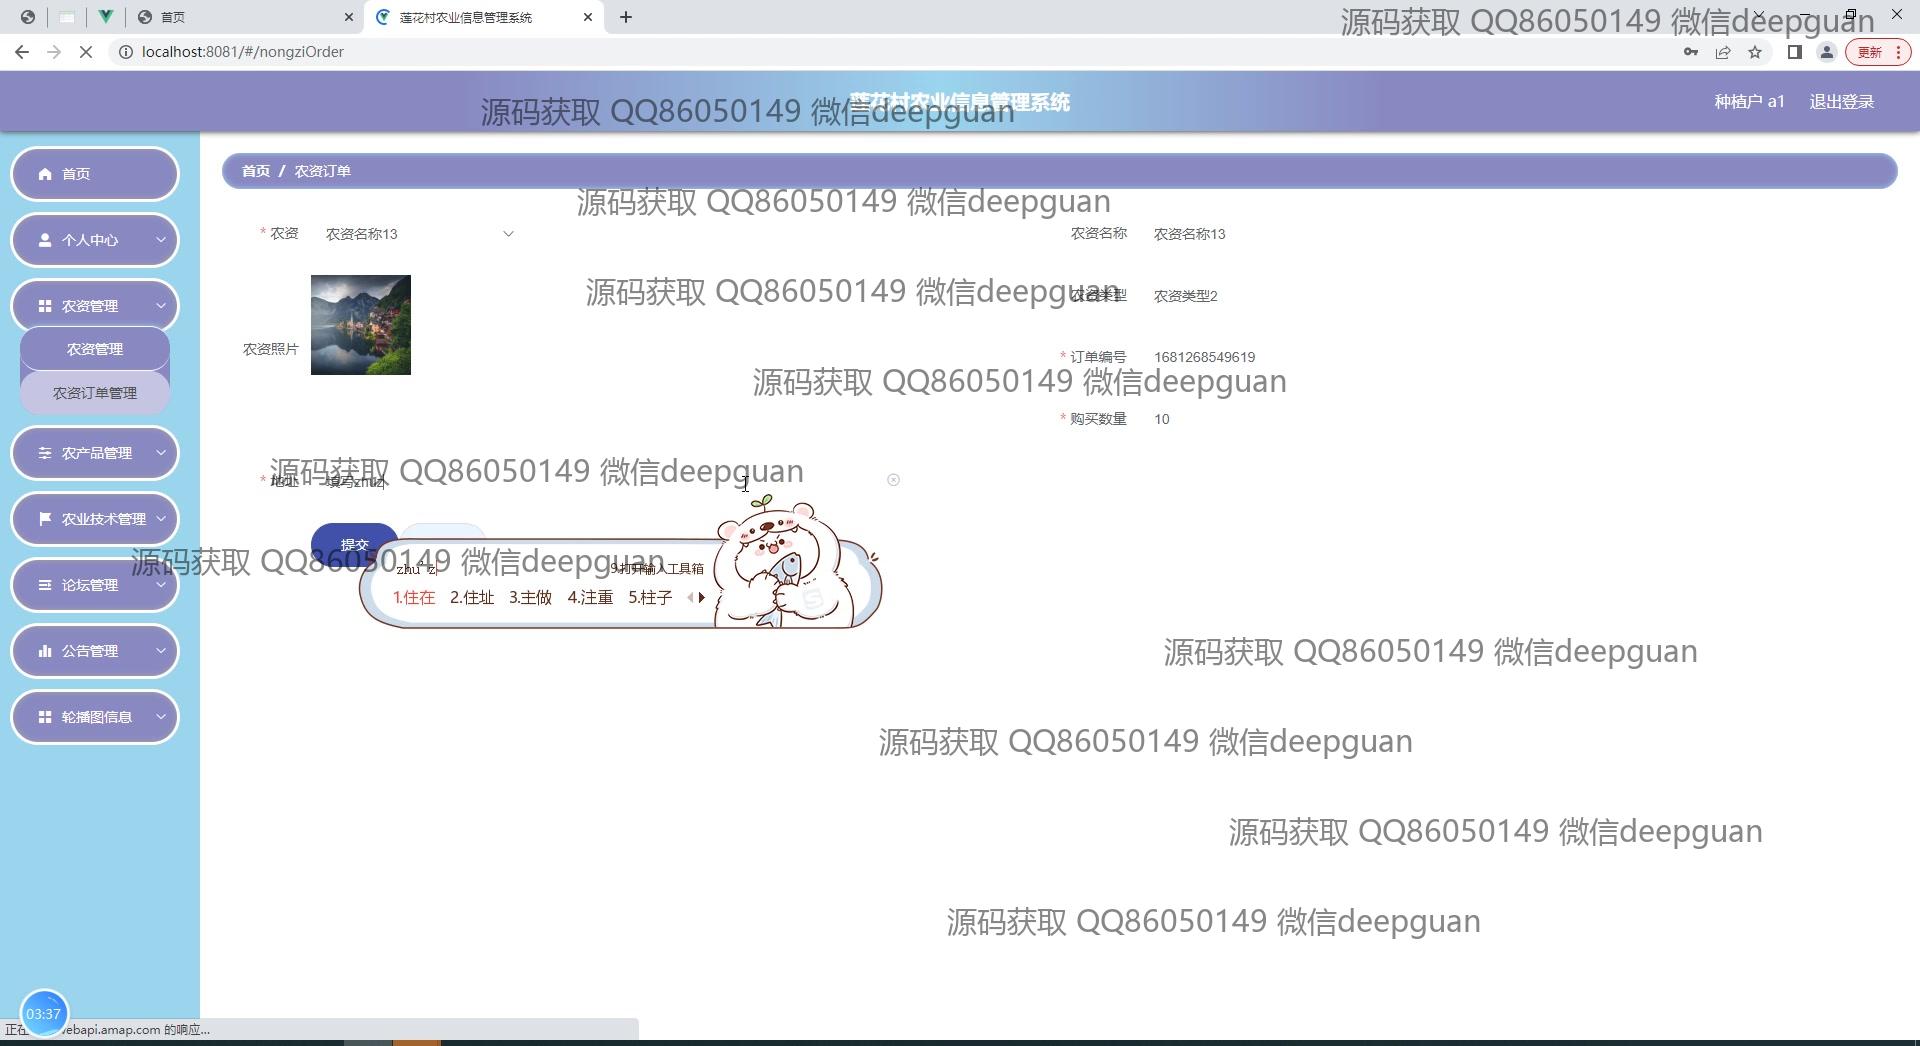 首页
莲花村农业信息管理系统
源码获取 QQ86050149 微信deepguan
localhost:8081/#/nongziOrder
更新
莲花村农业信息管理系统
源码获取 QQ86050149 微信deepguan
种植户 a1
退出登录
首页
个人中心
农资管理
农资管理
农资订单管理
农产品管理
农业技术管理
论坛管理
公告管理
轮播图信息
首页 / 农资订单
源码获取 QQ86050149 微信deepguan
* 农资 农资名称13
农资名称 农资名称13
源码获取 QQ86050149 微信deepguan
农资类型 农资类型2
农资照片
* 订单编号 1681268549619
源码获取 QQ86050149 微信deepguan
* 购买数量 10
源码获取 QQ86050149 微信deepguan
* 地址 填写zhuz
提交
源码获取 QQ86050149 微信deepguan
zhu'z
9.打开输入工具箱
1.住在 2.住址 3.主做 4.注重 5.柱子
源码获取 QQ86050149 微信deepguan
源码获取 QQ86050149 微信deepguan
源码获取 QQ86050149 微信deepguan
源码获取 QQ86050149 微信deepguan
03:37
正在 ebapi.amap.com 的响应...